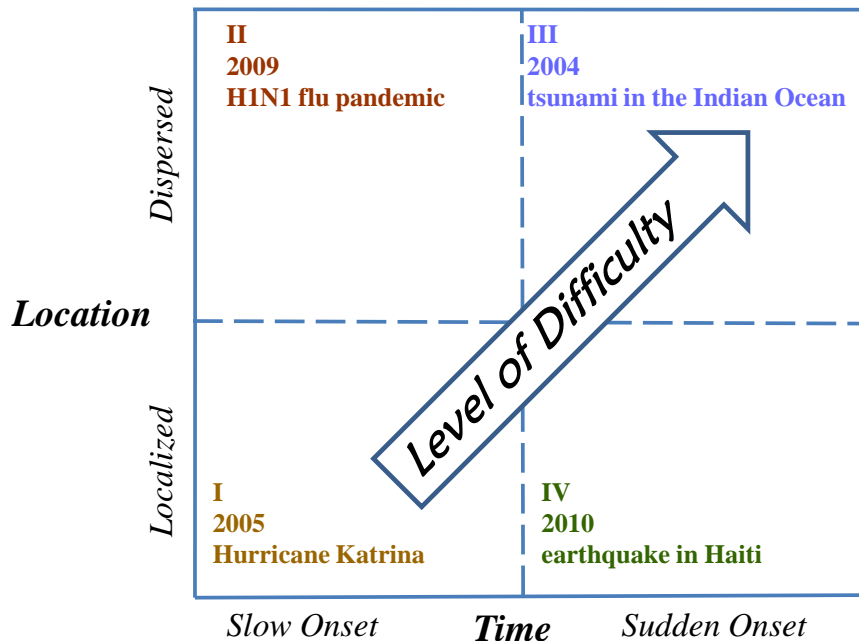 II
2009
H1N1 flu pandemic
III
2004
tsunami in the Indian Ocean
Dispersed
Level of Difficulty
Location
Localized
I
2005
Hurricane Katrina
IV
2010
earthquake in Haiti
Slow Onset
Time
Sudden Onset